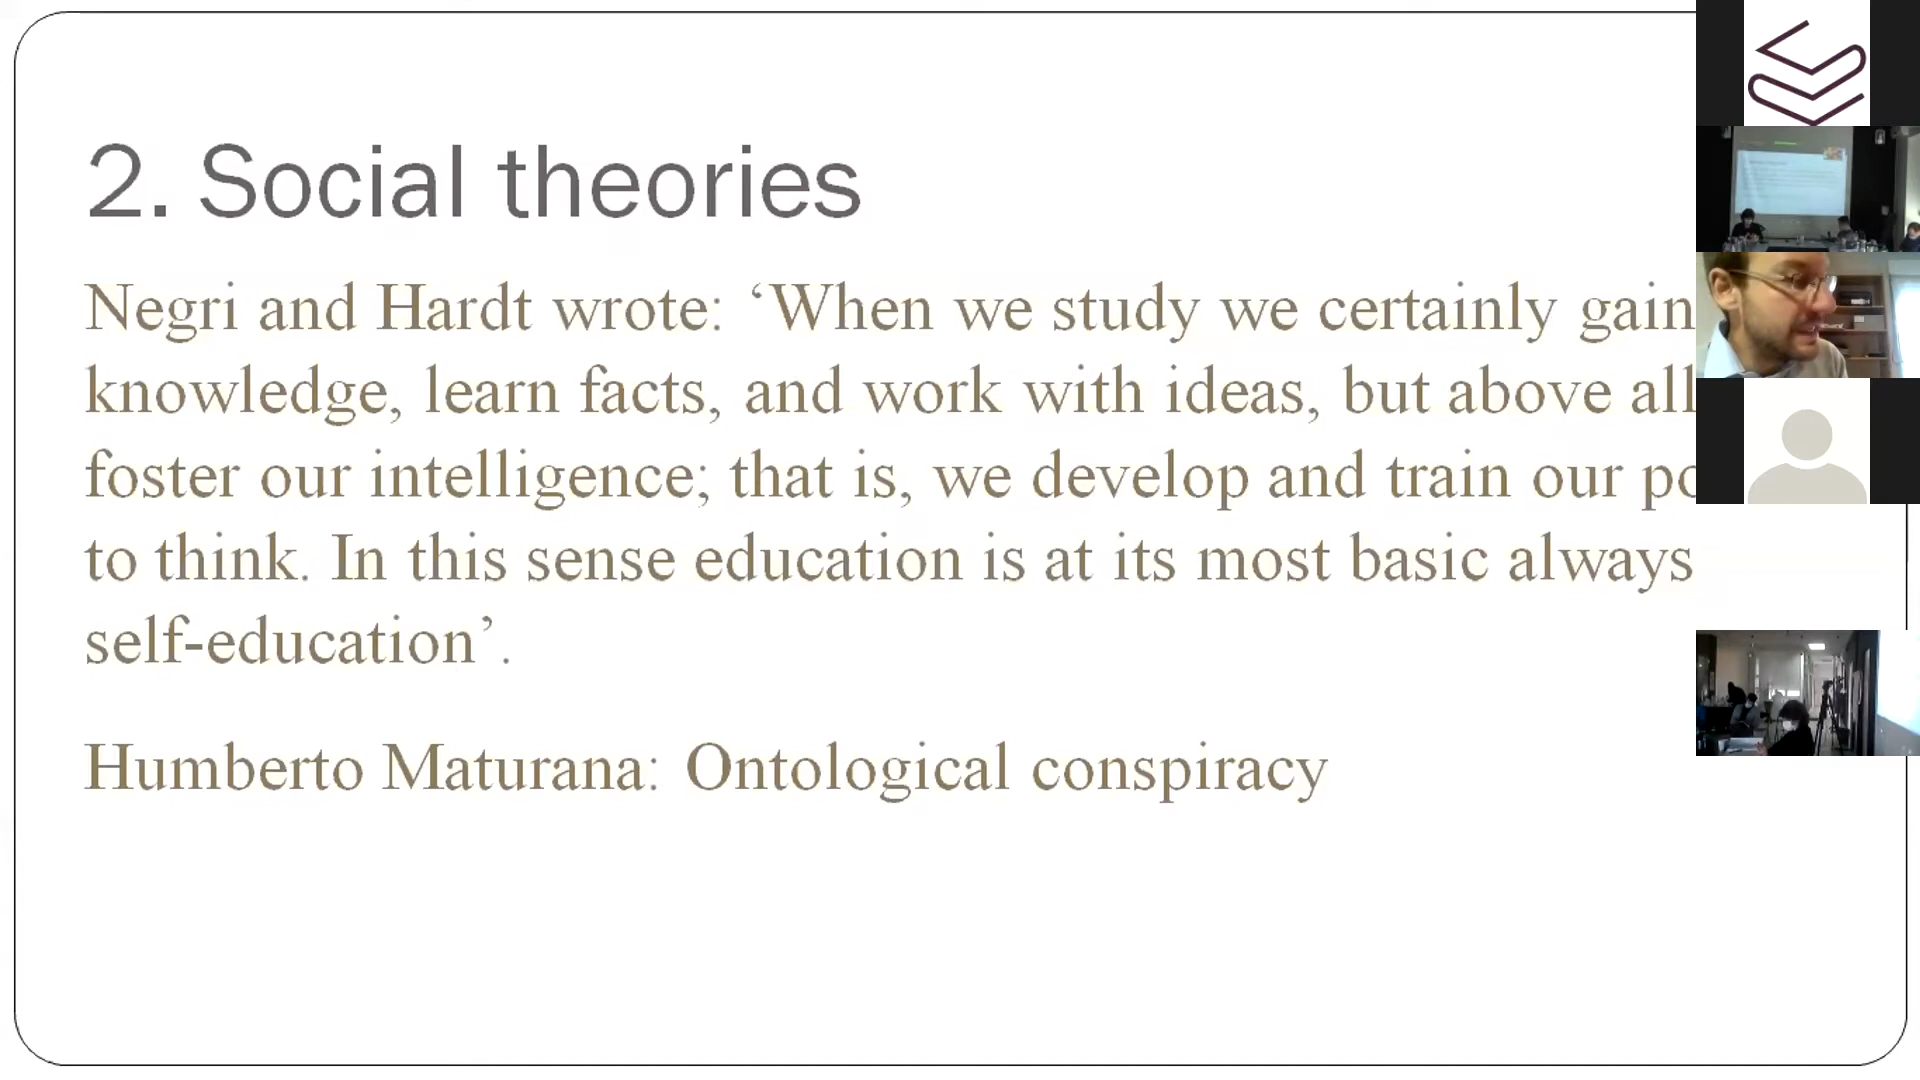 2. Social theories
Negri and Hardt wrote: ‘When we study we certainly gain
knowledge, learn facts, and work with ideas, but above all
foster our intelligence; that is, we develop and train our
to think. In this sense education is at its most basic always
self-education’.
Humberto Maturana: Ontological conspiracy